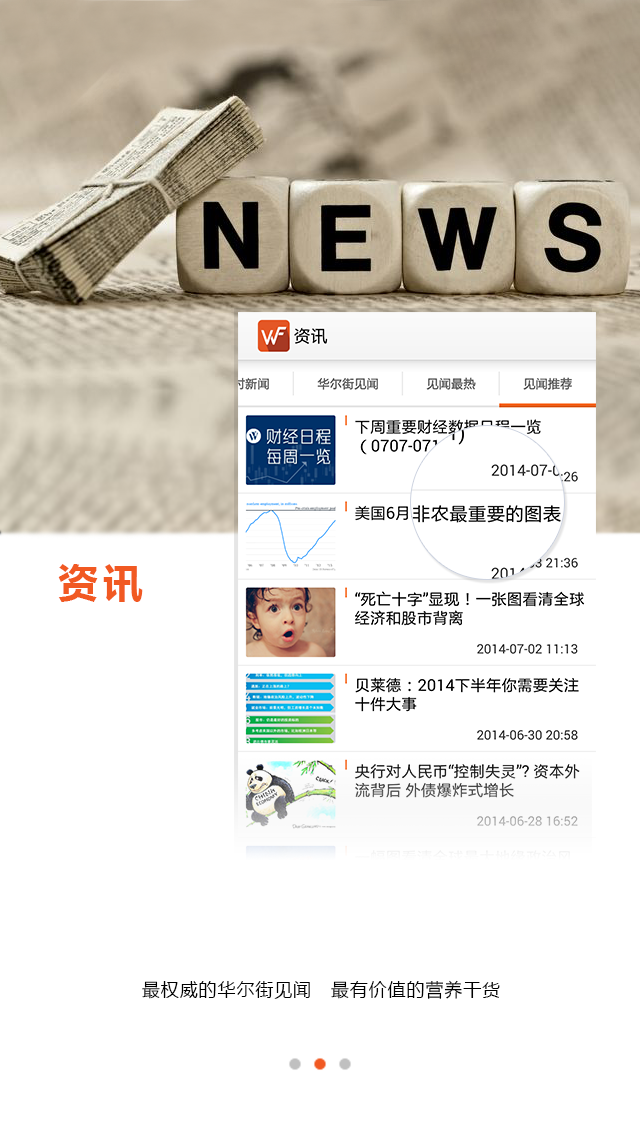 NEWS
WF 资讯
时新闻 华尔街见闻 见闻最热 见闻推荐
财经日程
每周一览
下周重要财经数据日程一览
(0707-071 1)
2014-07-0 :26
美国6月非农最重要的图表
2014 03 21:36
资讯
“死亡十字”显现！一张图看清全球
经济和股市背离
2014-07-02 11:13
贝莱德：2014下半年你需要关注
十件大事
2014-06-30 20:58
央行对人民币“控制失灵”? 资本外
流背后 外债爆炸式增长
2014-06-28 16:52
CHINESE
ECONOMY
最权威的华尔街见闻 最有价值的营养干货